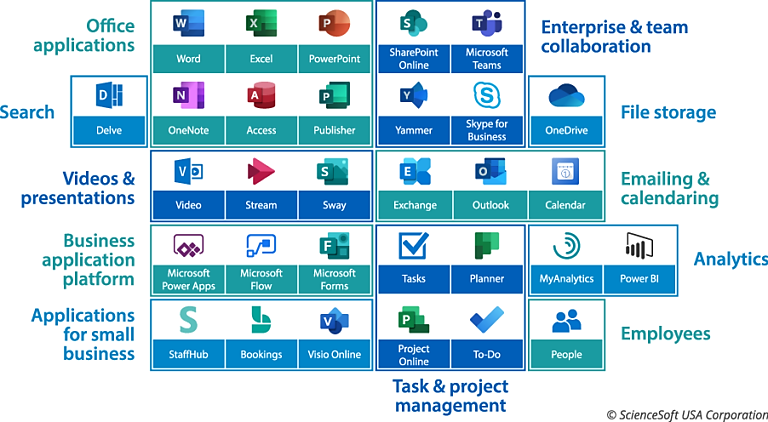 Office
applications
Word
Excel
PowerPoint
SharePoint
Online
Microsoft
Teams
Enterprise & team
collaboration
Search
Delve
OneNote
Access
Publisher
Yammer
Skype for
Business
OneDrive
File storage
Videos &
presentations
Video
Stream
Sway
Exchange
Outlook
Calendar
Emailing &
calendaring
Business
application
platform
Microsoft
Power Apps
Microsoft
Flow
Microsoft
Forms
Tasks
Planner
MyAnalytics
Power BI
Analytics
Applications
for small
business
StaffHub
Bookings
Visio Online
Project
Online
To-Do
People
Employees
Task & project
management
© ScienceSoft USA Corporation